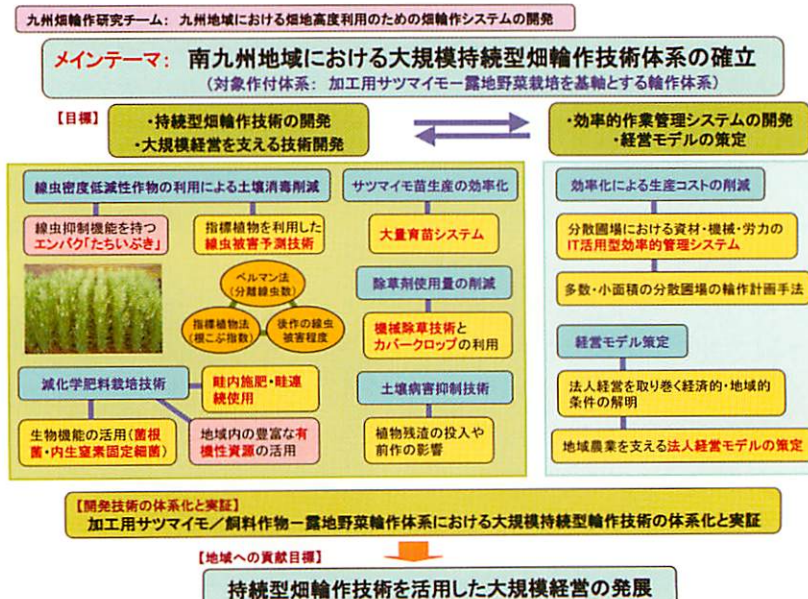 九州畑輪作研究チーム: 九州地域における畑地高度利用のための畑輪作システムの開発
メインテーマ: 南九州地域における大規模持続型畑輪作技術体系の確立
(対象作付体系: 加工用サツマイモー露地野菜栽培を基軸とする輪作体系)
【目標】
・持続型畑輪作技術の開発
・大規模経営を支える技術開発
・効率的作業管理システムの開発
・経営モデルの策定
線虫密度低減性作物の利用による土壌消毒削減
線虫抑制機能を持つ
エンバク「たちいぶき」
指標植物を利用した
線虫被害予測技術
ベルマン法
(分離線虫数)
指標植物法
(根こぶ指数)
後作の線虫
被害程度
減化学肥料栽培技術
畦内施肥・畦連
続使用
生物機能の活用(菌根
菌・内生窒素固定細菌)
地域内の豊富な有
機性資源の活用
サツマイモ苗生産の効率化
大量育苗システム
除草剤使用量の削減
機械除草技術と
カバークロップの利用
土壌病害抑制技術
植物残渣の投入や
前作の影響
効率化による生産コストの削減
分散圃場における資材・機械・労力の
IT活用型効率的管理システム
多数・小面積の分散圃場の輪作計画手法
経営モデル策定
法人経営を取り巻く経済的・地域的
条件の解明
地域農業を支える法人経営モデルの策定
【開発技術の体系化と実証】
加工用サツマイモ/飼料作物ー露地野菜輪作体系における大規模持続型輪作技術の体系化と実証
【地域への貢献目標】
持続型畑輪作技術を活用した大規模経営の発展